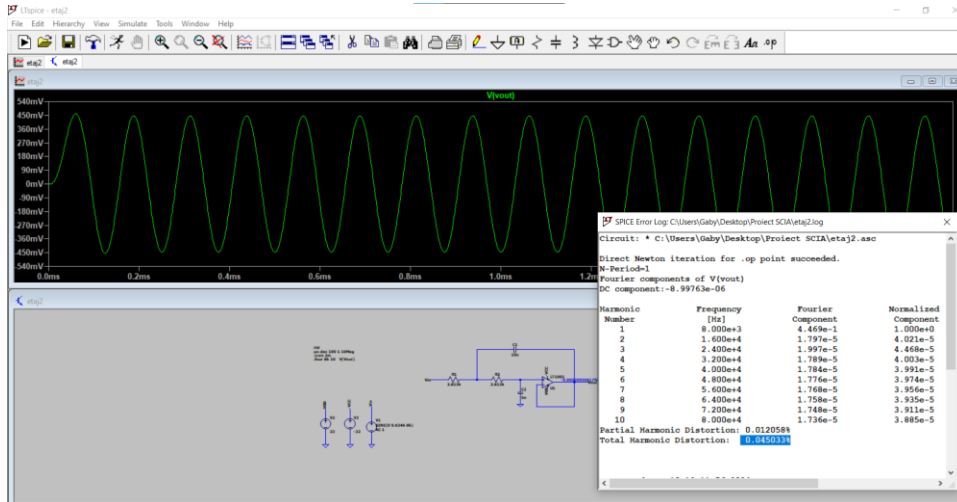 LTspice - etaj2
File Edit Hierarchy View Simulate Tools Window Help
etaj2 etaj2
etaj2
V(vout)
540mV
450mV
360mV
270mV
180mV
90mV
0mV
-90mV
-180mV
-270mV
-360mV
-450mV
-540mV
0.0ms 0.2ms 0.4ms 0.6ms 0.8ms 1.0ms 1.2m
etaj2
SPICE Error Log: C:\Users\Gaby\Desktop\Proiect SCIA\etaj2.log
Circuit: * C:\Users\Gaby\Desktop\Proiect SCIA\etaj2.asc
Direct Newton iteration for .op point succeeded.
N-Period=1
Fourier components of V(vout)
DC component:-8.99763e-06
Harmonic Frequency Fourier Normalized
Number [Hz] Component Component
1 8.000e+3 4.469e-1 1.000e+0
2 1.600e+4 1.797e-5 4.021e-5
3 2.400e+4 1.997e-5 4.468e-5
4 3.200e+4 1.789e-5 4.003e-5
5 4.000e+4 1.784e-5 3.991e-5
6 4.800e+4 1.776e-5 3.974e-5
7 5.600e+4 1.768e-5 3.956e-5
8 6.400e+4 1.758e-5 3.935e-5
9 7.200e+4 1.748e-5 3.911e-5
10 8.000e+4 1.736e-5 3.885e-5
Partial Harmonic Distortion: 0.012058%
Total Harmonic Distortion: 0.045033%